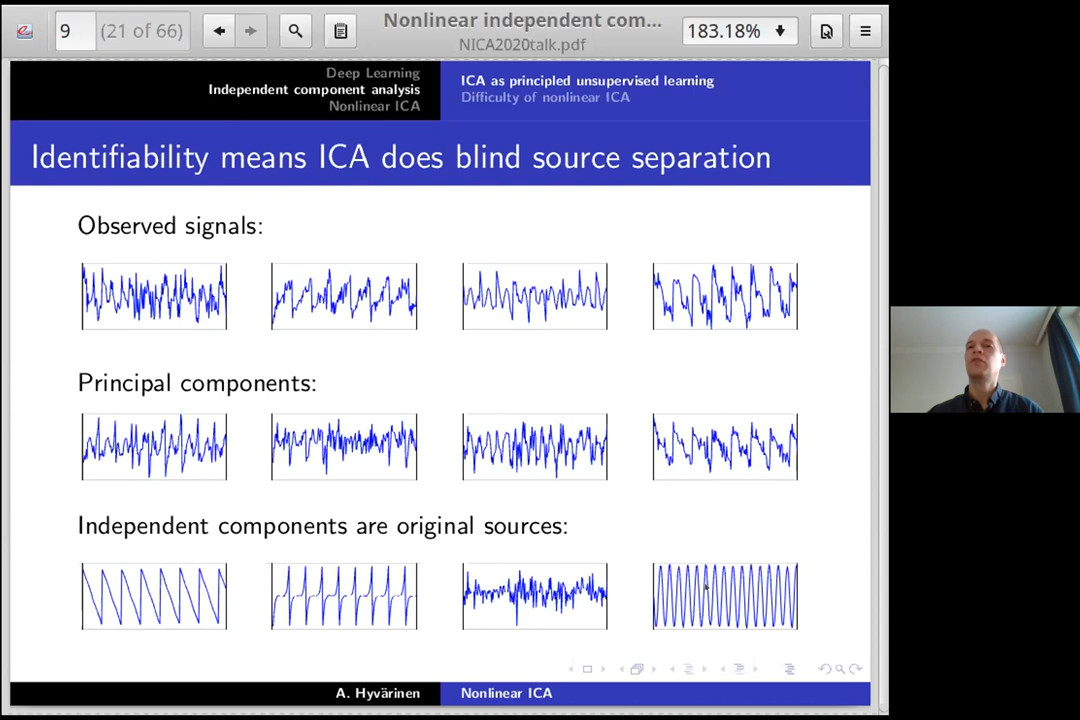 9 (21 of 66)
Nonlinear independent com...
NICA2020talk.pdf
183.18%
Deep Learning
Independent component analysis
Nonlinear ICA
ICA as principled unsupervised learning
Difficulty of nonlinear ICA
Identifiability means ICA does blind source separation
Observed signals:
Principal components:
Independent components are original sources:
A. Hyvärinen
Nonlinear ICA